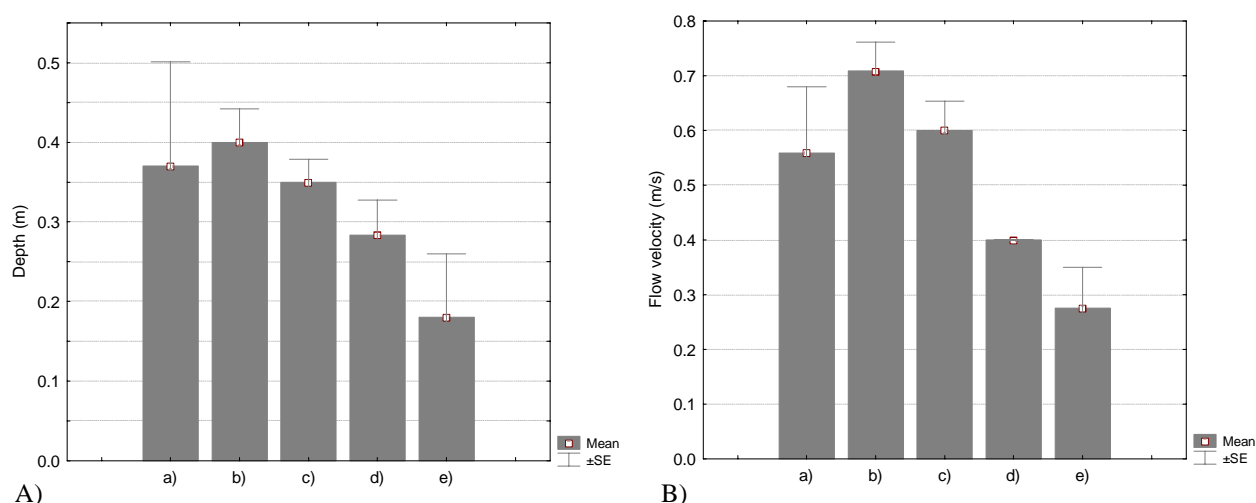 Depth (m)
0.5
0.4
0.3
0.2
0.1
0.0
a) b) c) d) e)
Mean
±SE
A)
Flow velocity (m/s)
0.8
0.7
0.6
0.5
0.4
0.3
0.2
0.1
0.0
a) b) c) d) e)
Mean
±SE
B)